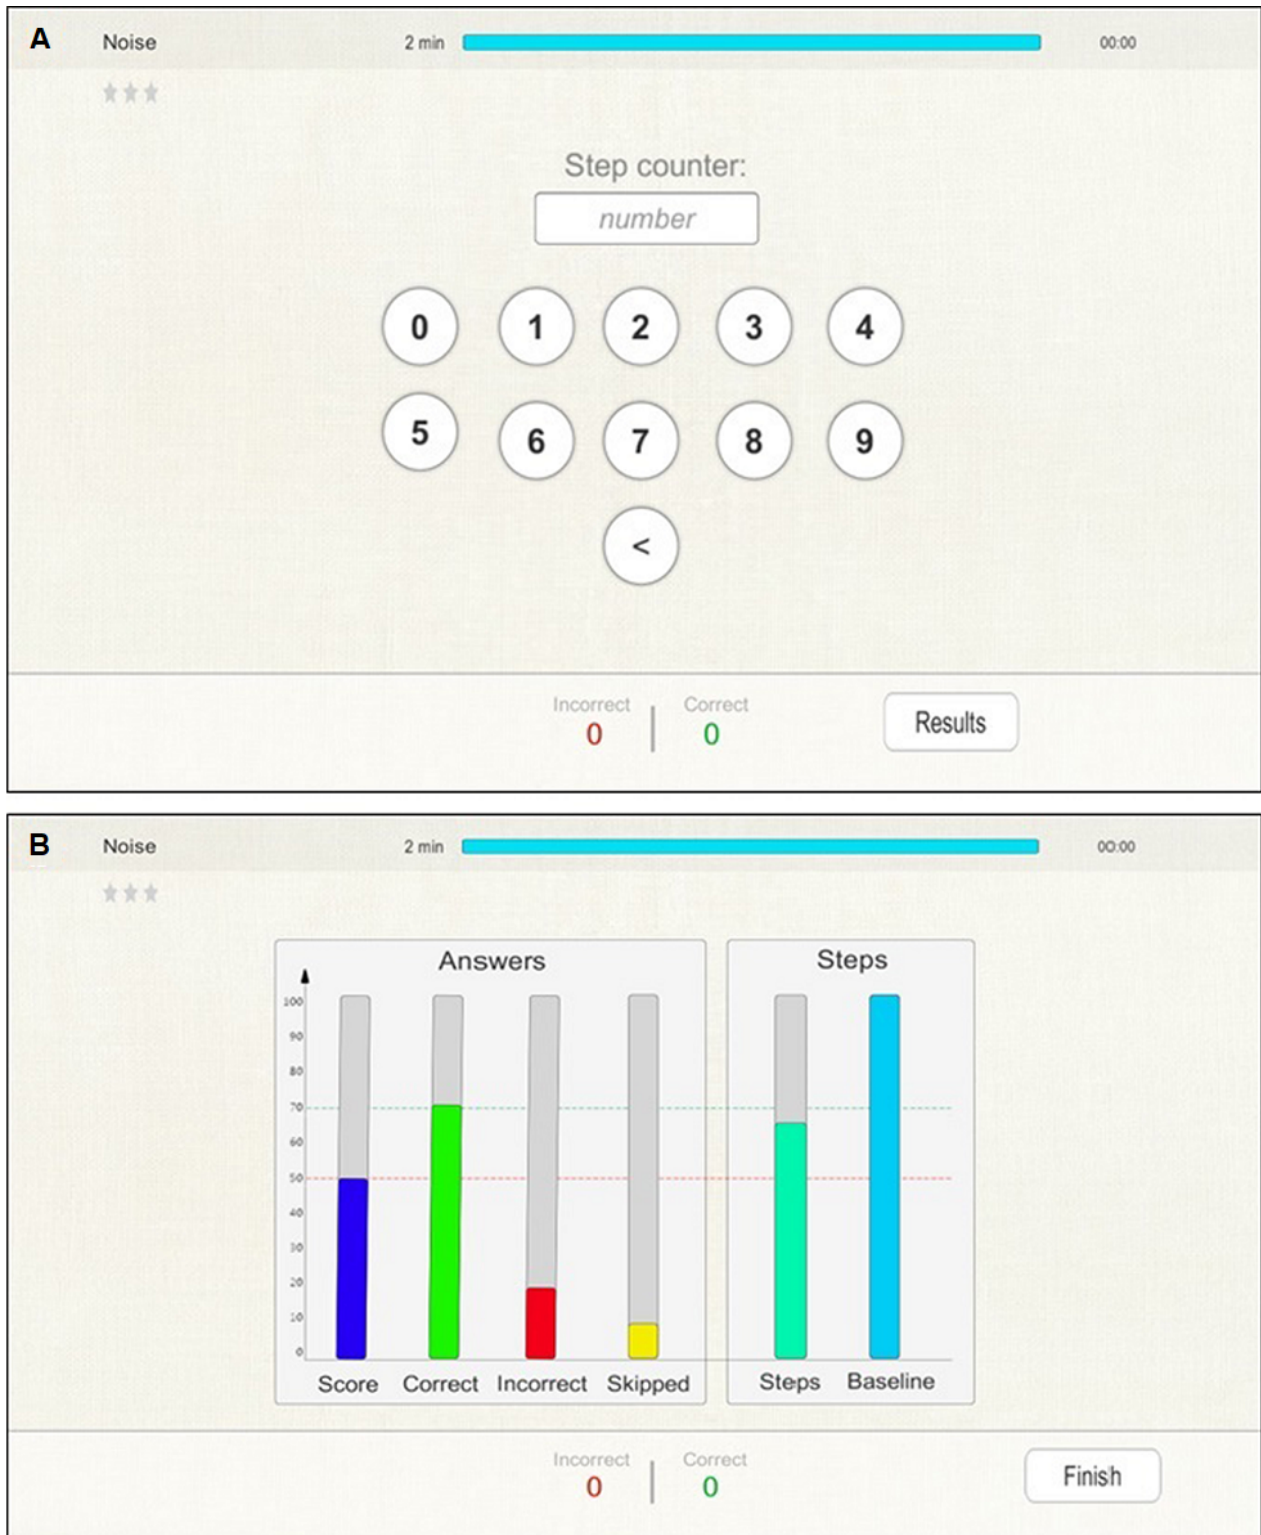 A
Noise
2 min
00:00
Step counter:
number
0 1 2 3 4
5 6 7 8 9
<
Incorrect
0
Correct
0
Results
B
Noise
2 min
00:00
Answers
100
90
80
70
60
50
40
30
20
10
0
Score Correct Incorrect Skipped
Steps
Steps Baseline
Incorrect
0
Correct
0
Finish